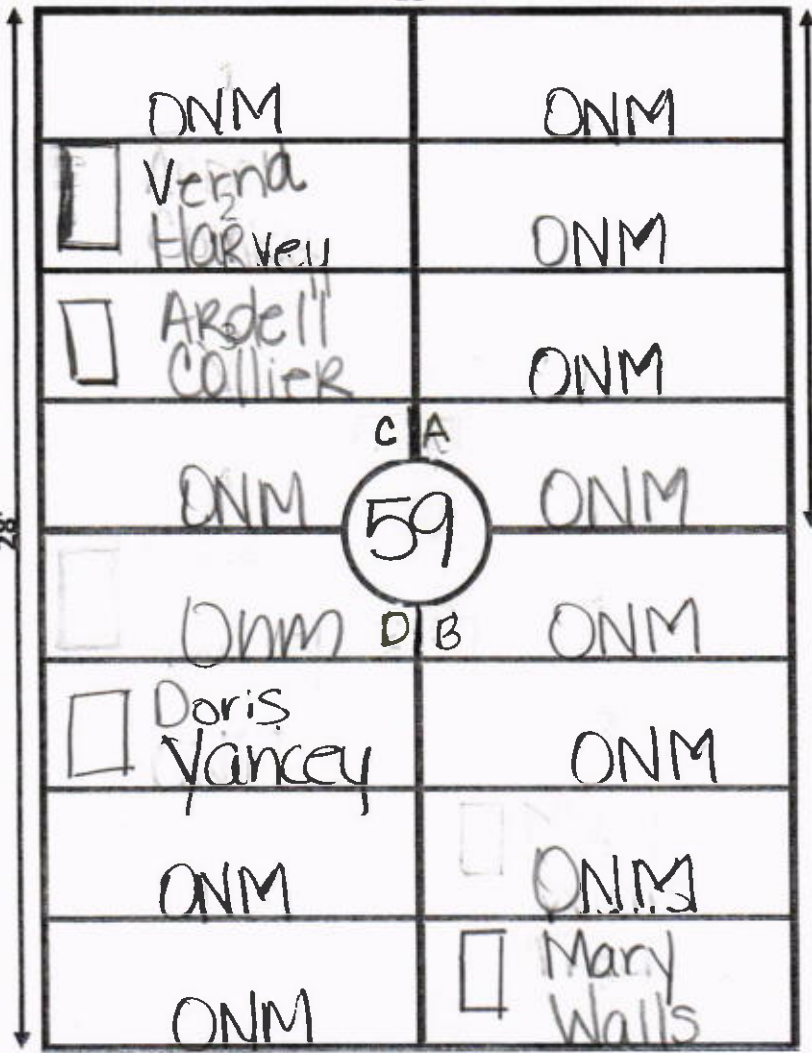 ONM ONM
Verna
Harvey ONM
Ardell
Collier ONM
C A
ONM 59 ONM
28'
Onm D B ONM
Doris
Yancey ONM
ONM ONM
Mary
ONM Walls